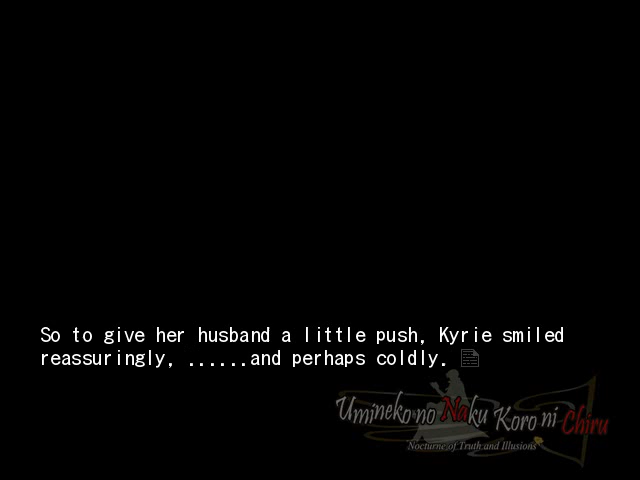 So to give her husband a little push, Kyrie smiled
reassuringly, ......and perhaps coldly.
Umineko no Naku Koro ni Chiru
Nocturne of Truth and Illusions